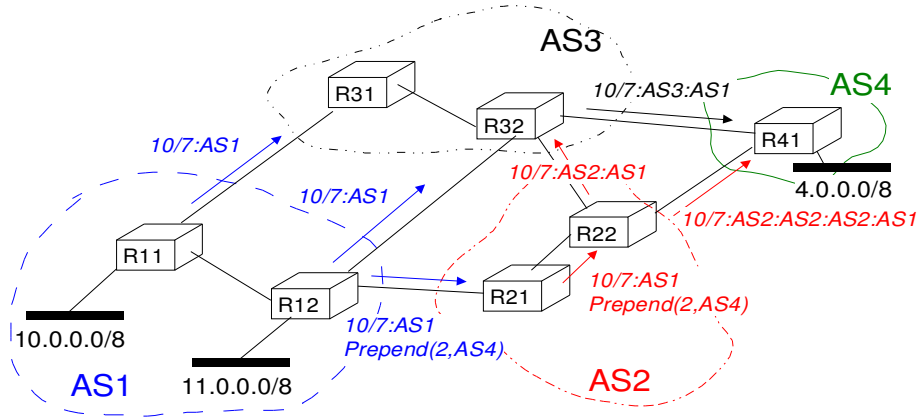 AS3
AS4
R31
10/7:AS3:AS1
R32
R41
10/7:AS1
10/7:AS1
10/7:AS2:AS1
4.0.0.0/8
10/7:AS2:AS2:AS2:AS1
R11
R22
R12
R21
10/7:AS1
Prepend(2,AS4)
10/7:AS1
Prepend(2,AS4)
10.0.0.0/8
11.0.0.0/8
AS1
AS2